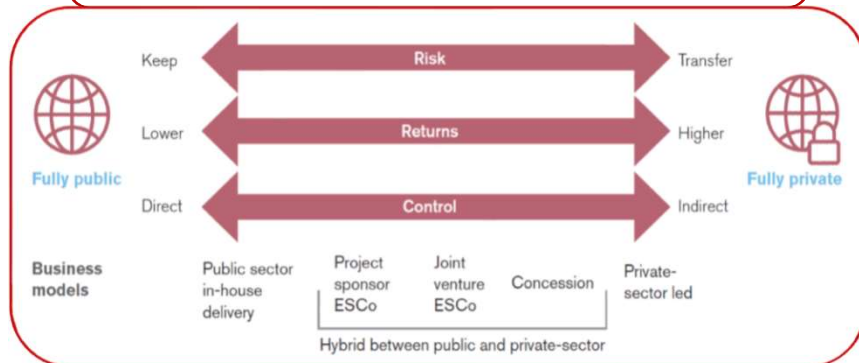 Keep
Risk
Transfer
Lower
Returns
Higher
Fully public
Fully private
Direct
Control
Indirect
Business
models
Public sector
in-house
delivery
Project
sponsor
ESCo
Joint
venture
ESCo
Concession
Private-
sector led
Hybrid between public and private-sector